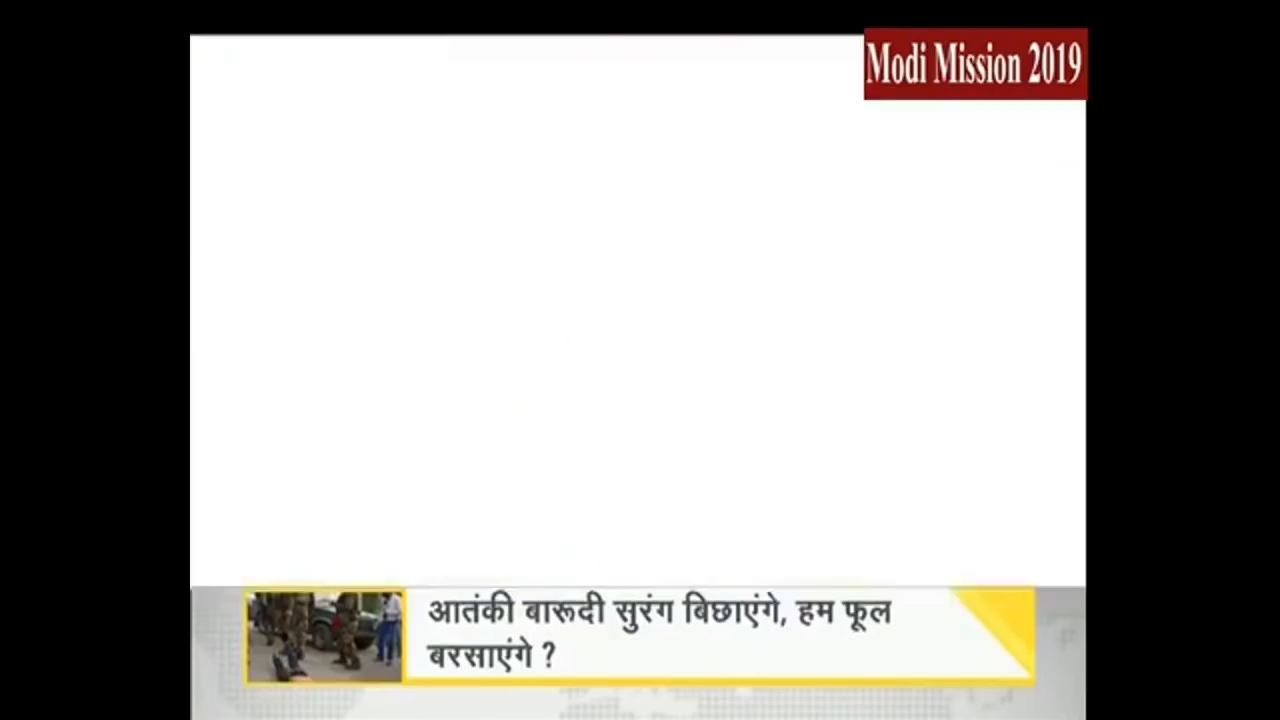 Modi Mission 2019
आतंकी बारूदी सुरंग बिछाएंगे, हम फूल
बरसाएंगे ?